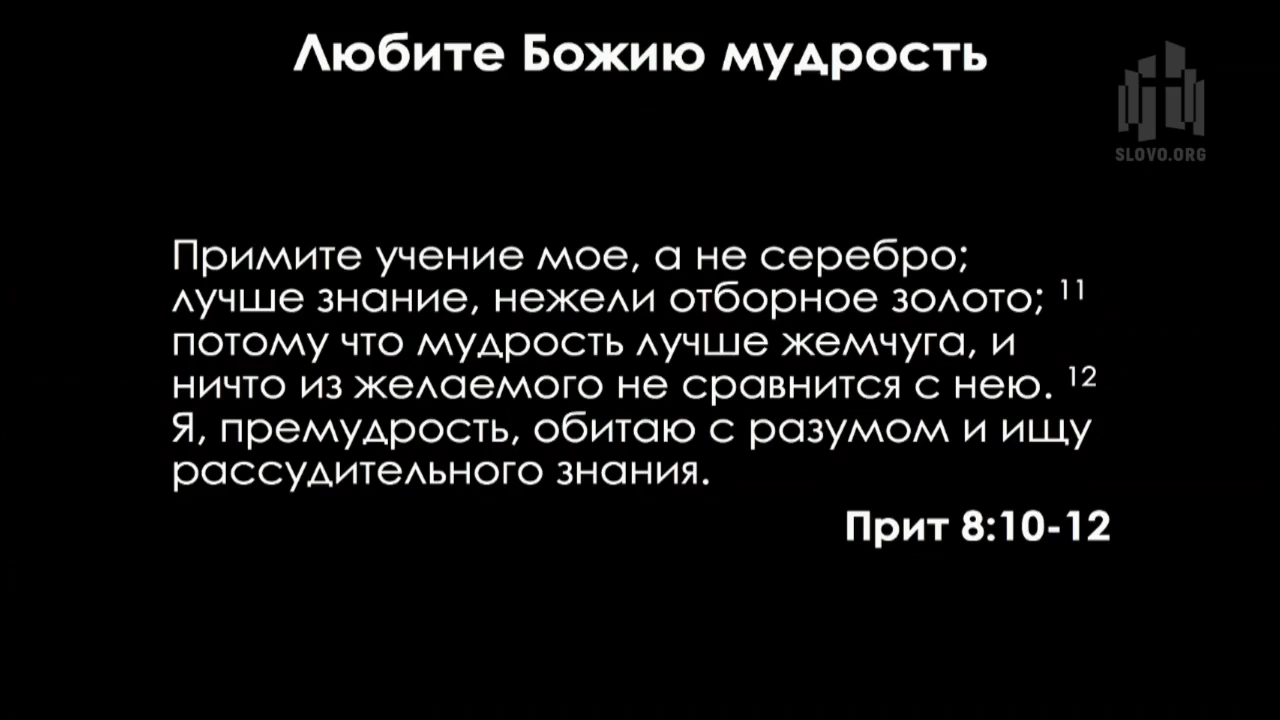 Любите Божию мудрость
SLOVO.ORG
Примите учение мое, а не серебро;
лучше знание, нежели отборное золото; 11
потому что мудрость лучше жемчуга, и
ничто из желаемого не сравнится с нею. 12
Я, премудрость, обитаю с разумом и ищу
рассудительного знания.
Прит 8:10-12